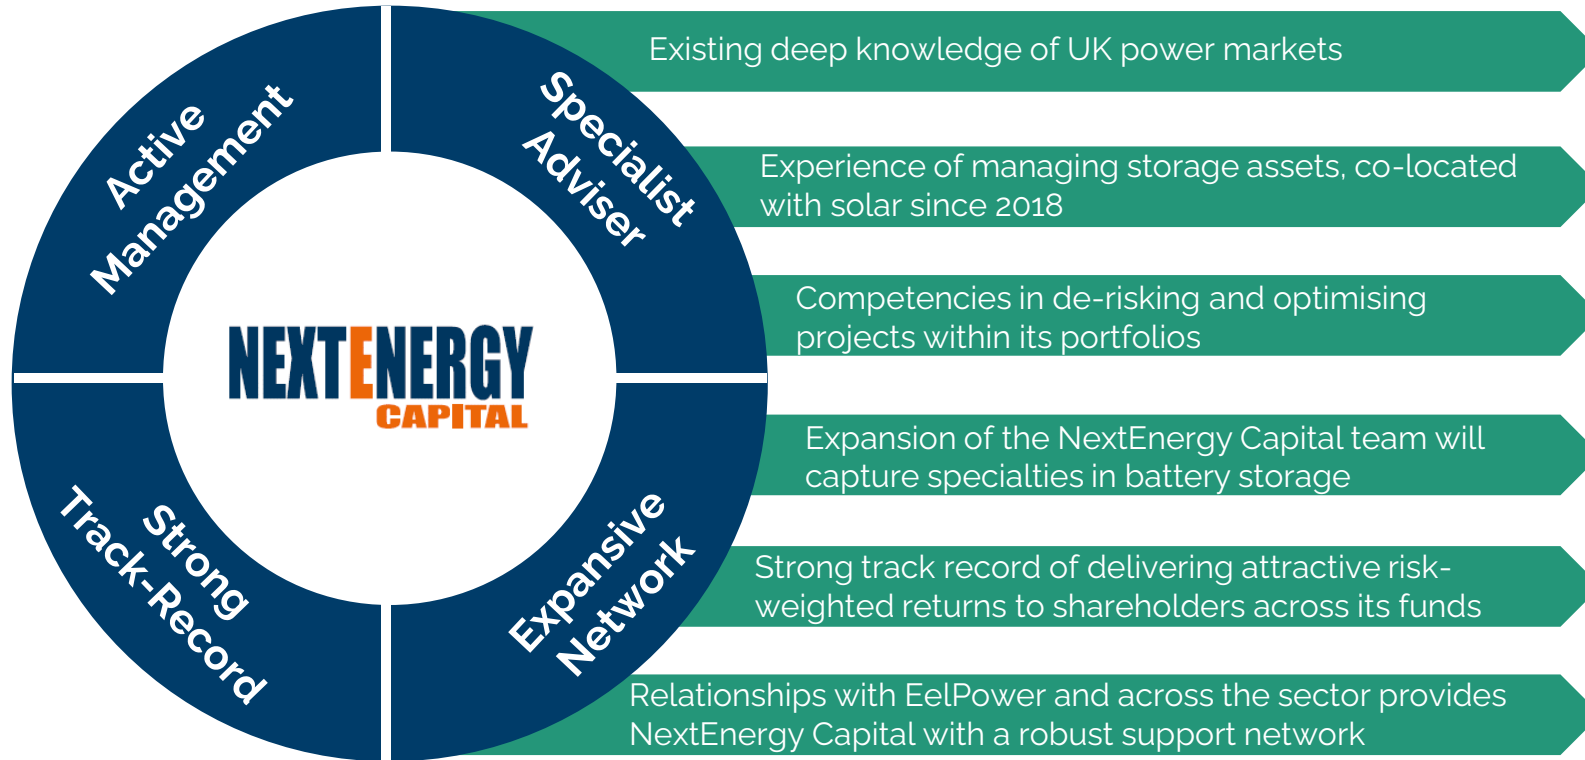 Active
Management
Specialist
Adviser
Strong
Track-Record
Expansive
Network
NEXTENERGY
CAPITAL
Existing deep knowledge of UK power markets
Experience of managing storage assets, co-located
with solar since 2018
Competencies in de-risking and optimising
projects within its portfolios
Expansion of the NextEnergy Capital team will
capture specialties in battery storage
Strong track record of delivering attractive risk-
weighted returns to shareholders across its funds
Relationships with EelPower and across the sector provides
NextEnergy Capital with a robust support network